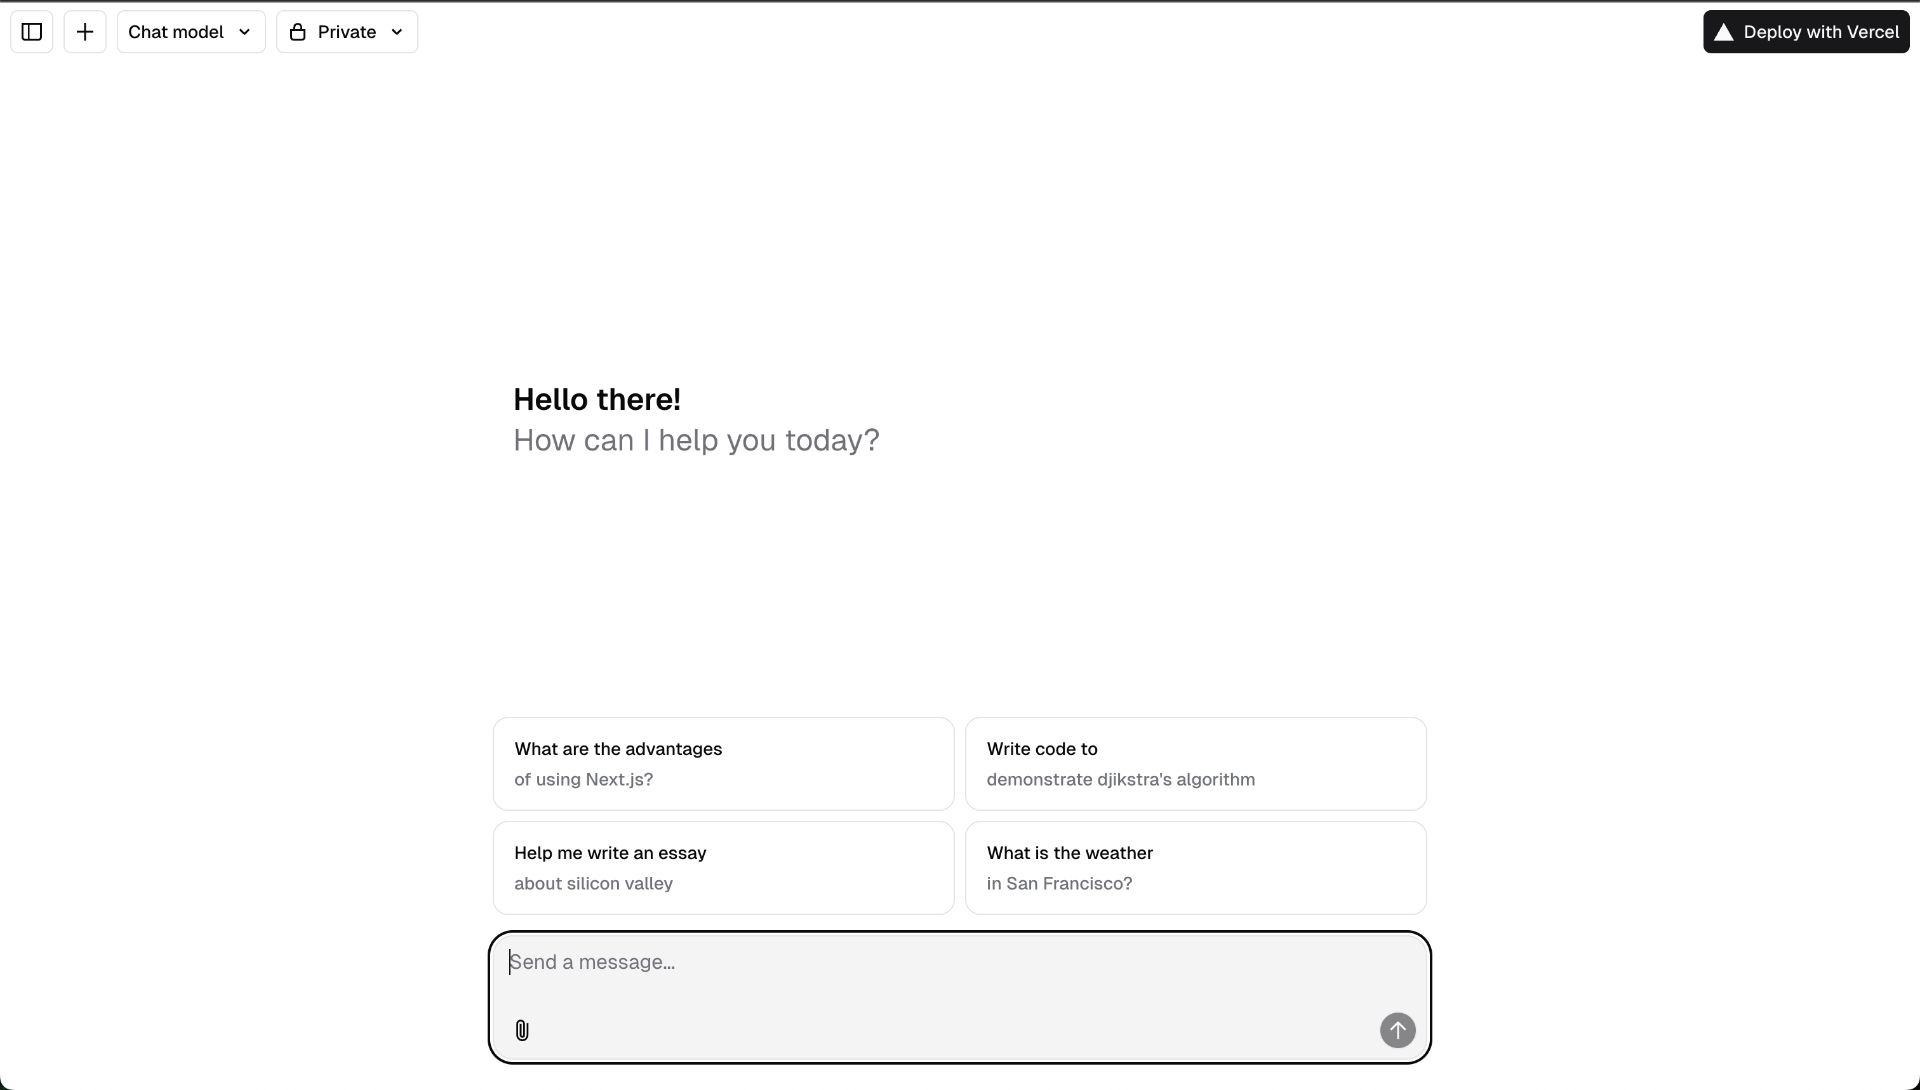 Chat model
Private
Deploy with Vercel
Hello there!
How can I help you today?
What are the advantages
of using Next.js?
Write code to
demonstrate djikstra's algorithm
Help me write an essay
about silicon valley
What is the weather
in San Francisco?
Send a message...